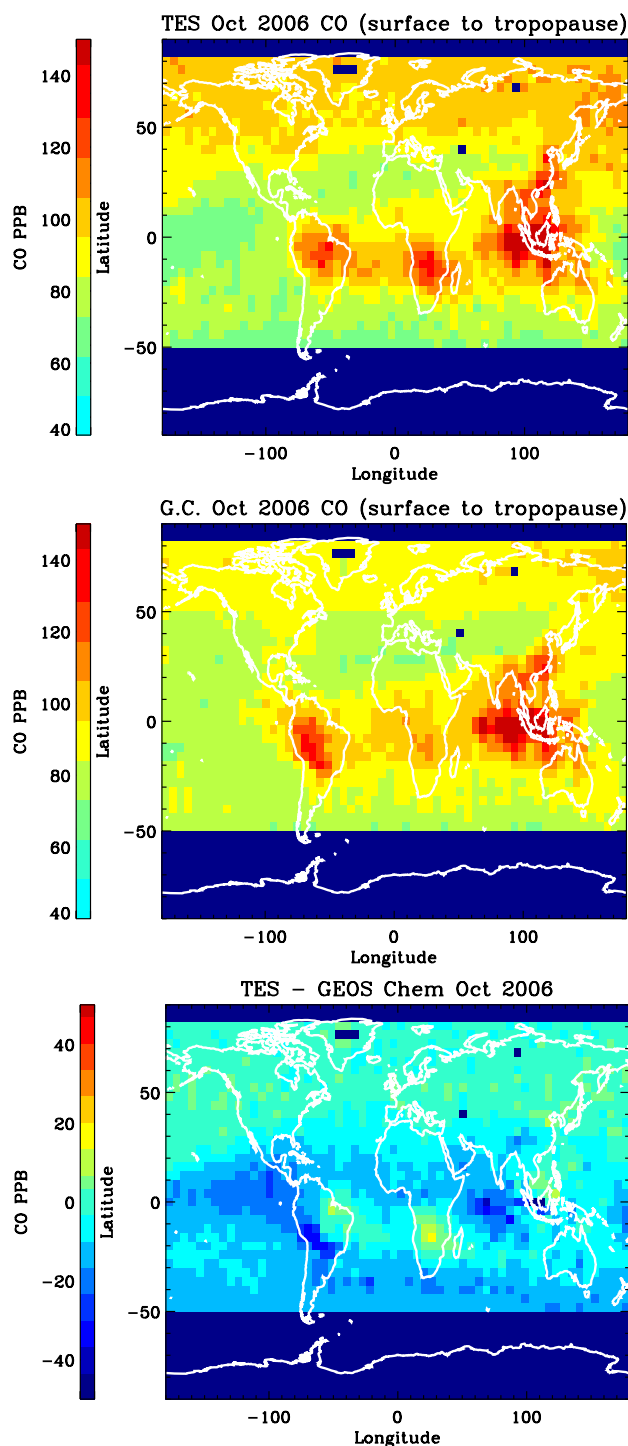 TES Oct 2006 CO (surface to tropopause)
140
120
100
80
60
40
CO PPB
Latitude
50
0
−50
−100
0
100
Longitude
G.C. Oct 2006 CO (surface to tropopause)
140
120
100
80
60
40
CO PPB
Latitude
50
0
−50
−100
0
100
Longitude
TES − GEOS Chem Oct 2006
40
20
0
−20
−40
CO PPB
Latitude
50
0
−50
−100
0
100
Longitude